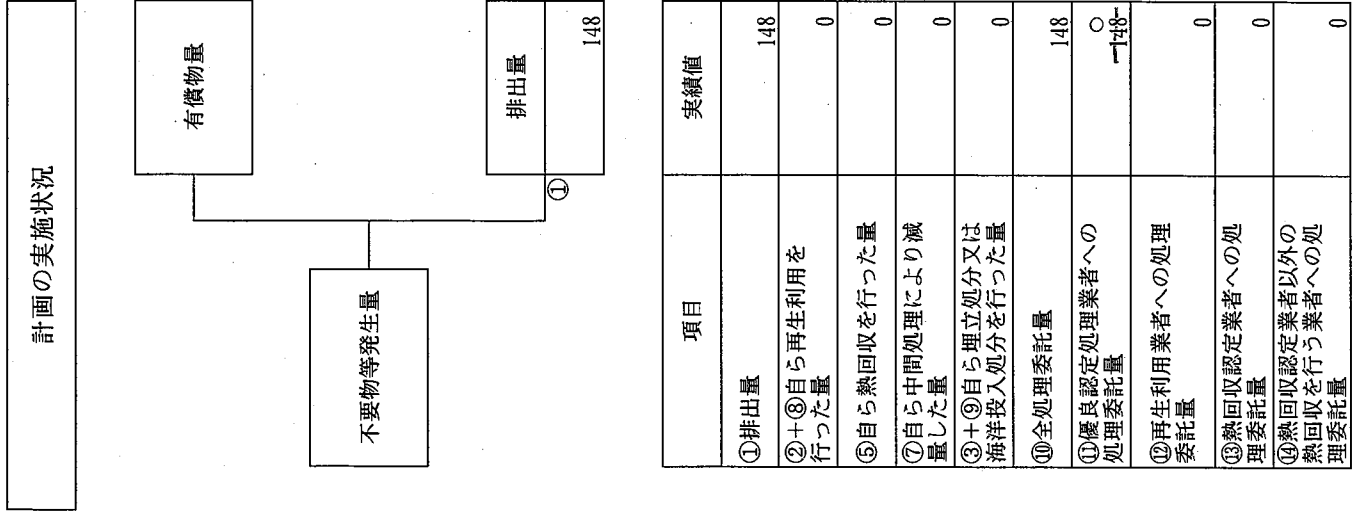 計画の実施状況
有償物量
不要物等発生量
排出量
①
148
項目 実績値
①排出量 148
②+⑧自ら再生利用を
行った量 0
⑤自ら熱回収を行った量 0
⑦自ら中間処理により減
量した量 0
③+⑨自ら埋立処分又は
海洋投入処分を行った量 0
⑩全処理委託量 148
⑪優良認定処理業者への
処理委託量 0
148
⑫再生利用業者への処理
委託量 0
⑬熱回収認定業者への処
理委託量 0
⑭熱回収認定業者以外の
熱回収を行う業者への処
理委託量 0